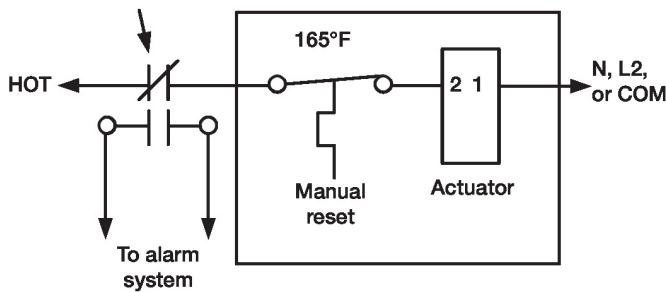 165°F
HOT
2 1
N, L2,
or COM
Manual
reset
Actuator
To alarm
system